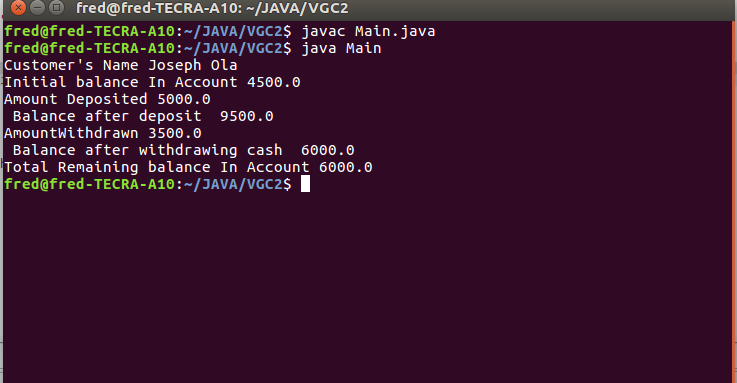 fred@fred-TECRA-A10: ~/JAVA/VGC2
fred@fred-TECRA-A10:~/JAVA/VGC2$ javac Main.java
fred@fred-TECRA-A10:~/JAVA/VGC2$ java Main
Customer's Name Joseph Ola
Initial balance In Account 4500.0
Amount Deposited 5000.0
 Balance after deposit  9500.0
AmountWithdrawn 3500.0
 Balance after withdrawing cash  6000.0
Total Remaining balance In Account 6000.0
fred@fred-TECRA-A10:~/JAVA/VGC2$